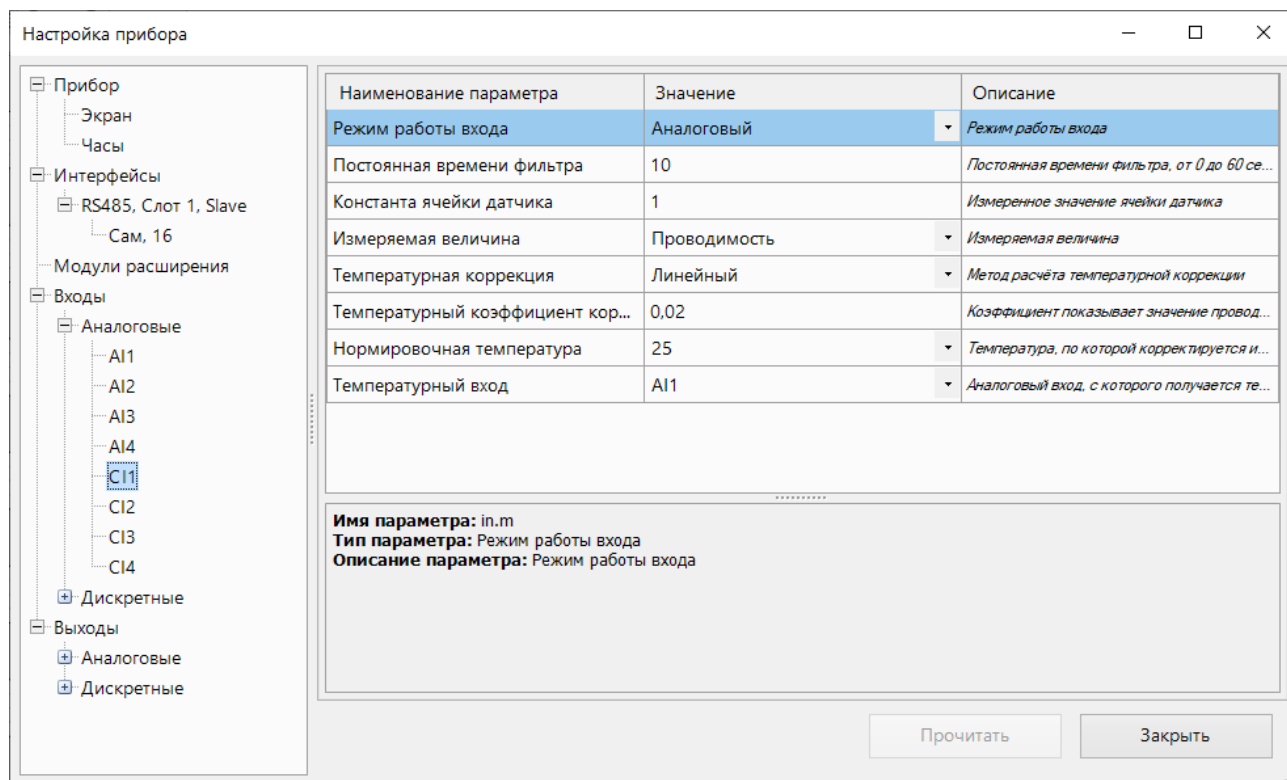 Настройка прибора
Прибор
Экран
Часы
Интерфейсы
RS485, Слот 1, Slave
Сам, 16
Модули расширения
Входы
Аналоговые
AI1
AI2
AI3
AI4
CI1
CI2
CI3
CI4
Дискретные
Выходы
Аналоговые
Дискретные
Наименование параметра Значение Описание
Режим работы входа Аналоговый Режим работы входа
Постоянная времени фильтра 10 Постоянная времени фильтра, от 0 до 60 се...
Константа ячейки датчика 1 Измеренное значение ячейки датчика
Измеряемая величина Проводимость Измеряемая величина
Температурная коррекция Линейный Метод расчёта температурной коррекции
Температурный коэффициент кор... 0,02 Коэффициент показывает значение провод...
Нормировочная температура 25 Температура, по которой корректируется и...
Температурный вход AI1 Аналоговый вход, с которого получается те...
Имя параметра: in.m
Тип параметра: Режим работы входа
Описание параметра: Режим работы входа
Прочитать Закрыть